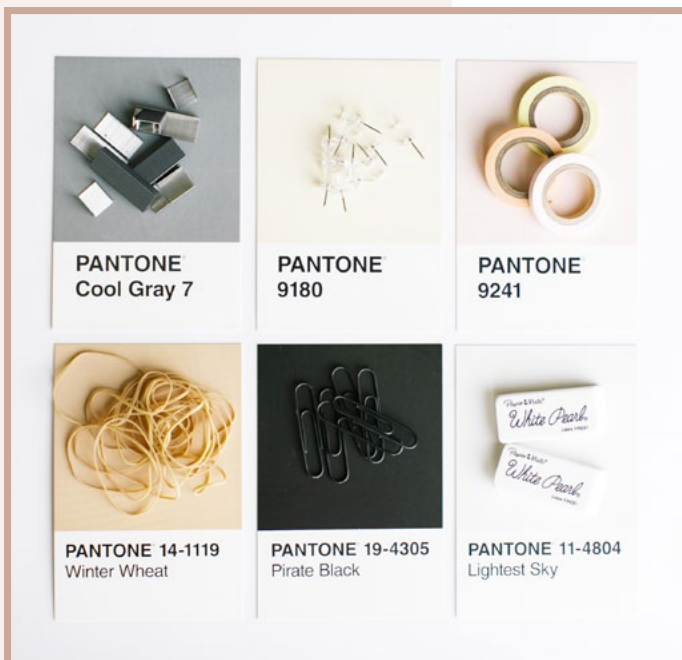 PANTONE
Cool Gray 7
PANTONE
9180
PANTONE
9241
PANTONE 14-1119
Winter Wheat
PANTONE 19-4305
Pirate Black
PANTONE 11-4804
Lightest Sky
White Pearl
White Pearl